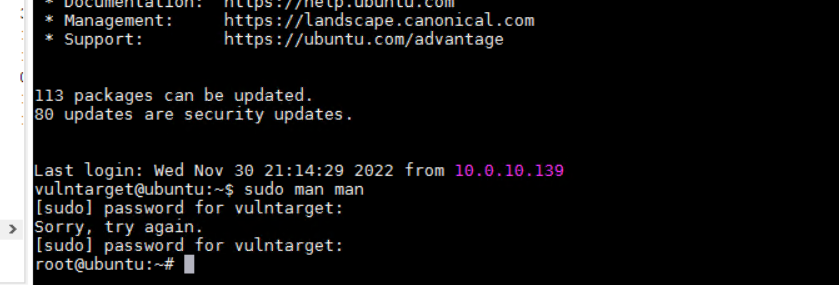 * Documentation:  https://help.ubuntu.com
* Management:     https://landscape.canonical.com
* Support:        https://ubuntu.com/advantage
113 packages can be updated.
80 updates are security updates.
Last login: Wed Nov 30 21:14:29 2022 from 10.0.10.139
vulntarget@ubuntu:~$ sudo man man
[sudo] password for vulntarget:
Sorry, try again.
[sudo] password for vulntarget:
root@ubuntu:~#